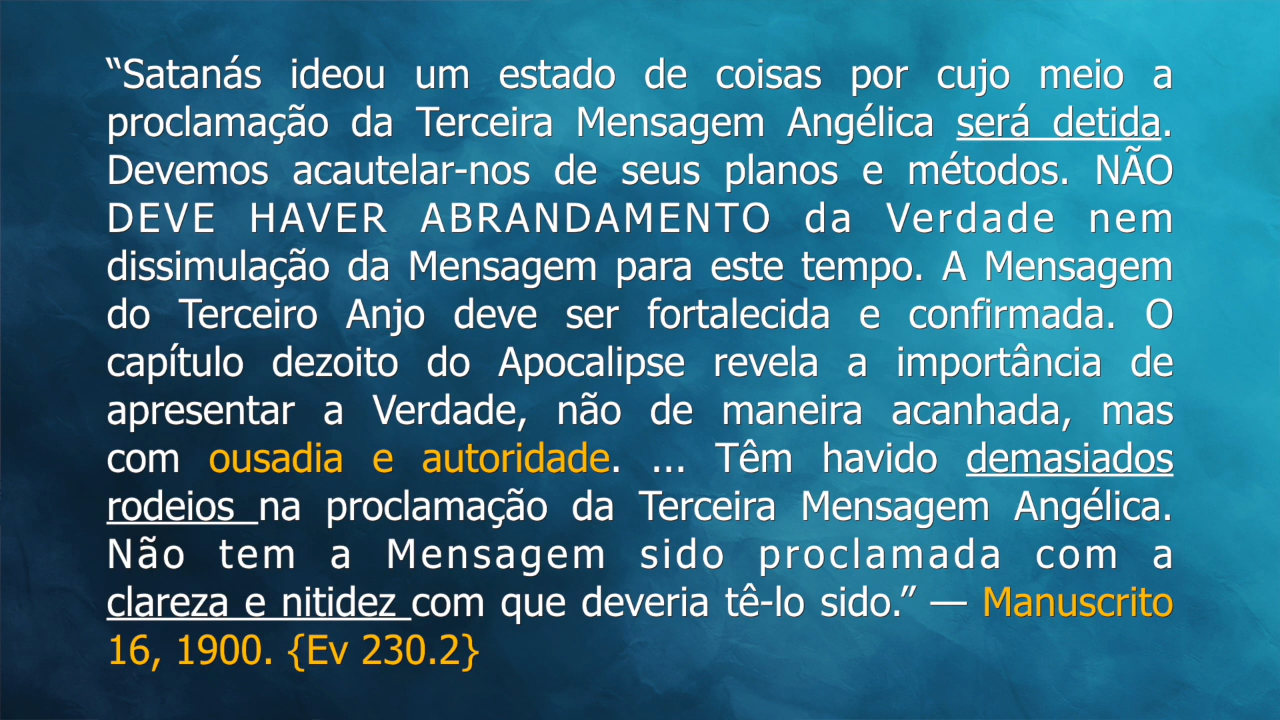 “Satanás ideou um estado de coisas por cujo meio a
proclamação da Terceira Mensagem Angélica será detida.
Devemos acautelar-nos de seus planos e métodos. NÃO
DEVE HAVER ABRANDAMENTO da Verdade nem
dissimulação da Mensagem para este tempo. A Mensagem
do Terceiro Anjo deve ser fortalecida e confirmada. O
capítulo dezoito do Apocalipse revela a importância de
apresentar a Verdade, não de maneira acanhada, mas
com ousadia e autoridade. ... Têm havido demasiados
rodeios na proclamação da Terceira Mensagem Angélica.
Não tem a Mensagem sido proclamada com a
clareza e nitidez com que deveria tê-lo sido.” — Manuscrito
16, 1900. {Ev 230.2}